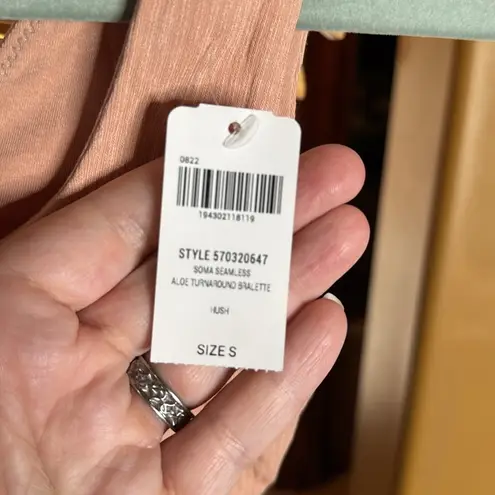 0822
194302118119
STYLE 570320647
SOMA SEAMLESS
ALOE TURNAROUND BRALETTE
HUSH
SIZE S